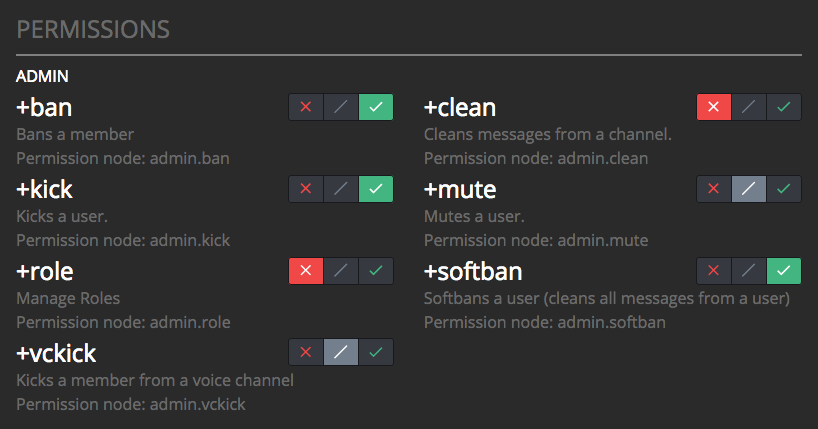 PERMISSIONS
ADMIN
+ban
Bans a member
Permission node: admin.ban
+clean
Cleans messages from a channel.
Permission node: admin.clean
+kick
Kicks a user.
Permission node: admin.kick
+mute
Mutes a user.
Permission node: admin.mute
+role
Manage Roles
Permission node: admin.role
+softban
Softbans a user (cleans all messages from a user)
Permission node: admin.softban
+vckick
Kicks a member from a voice channel
Permission node: admin.vckick